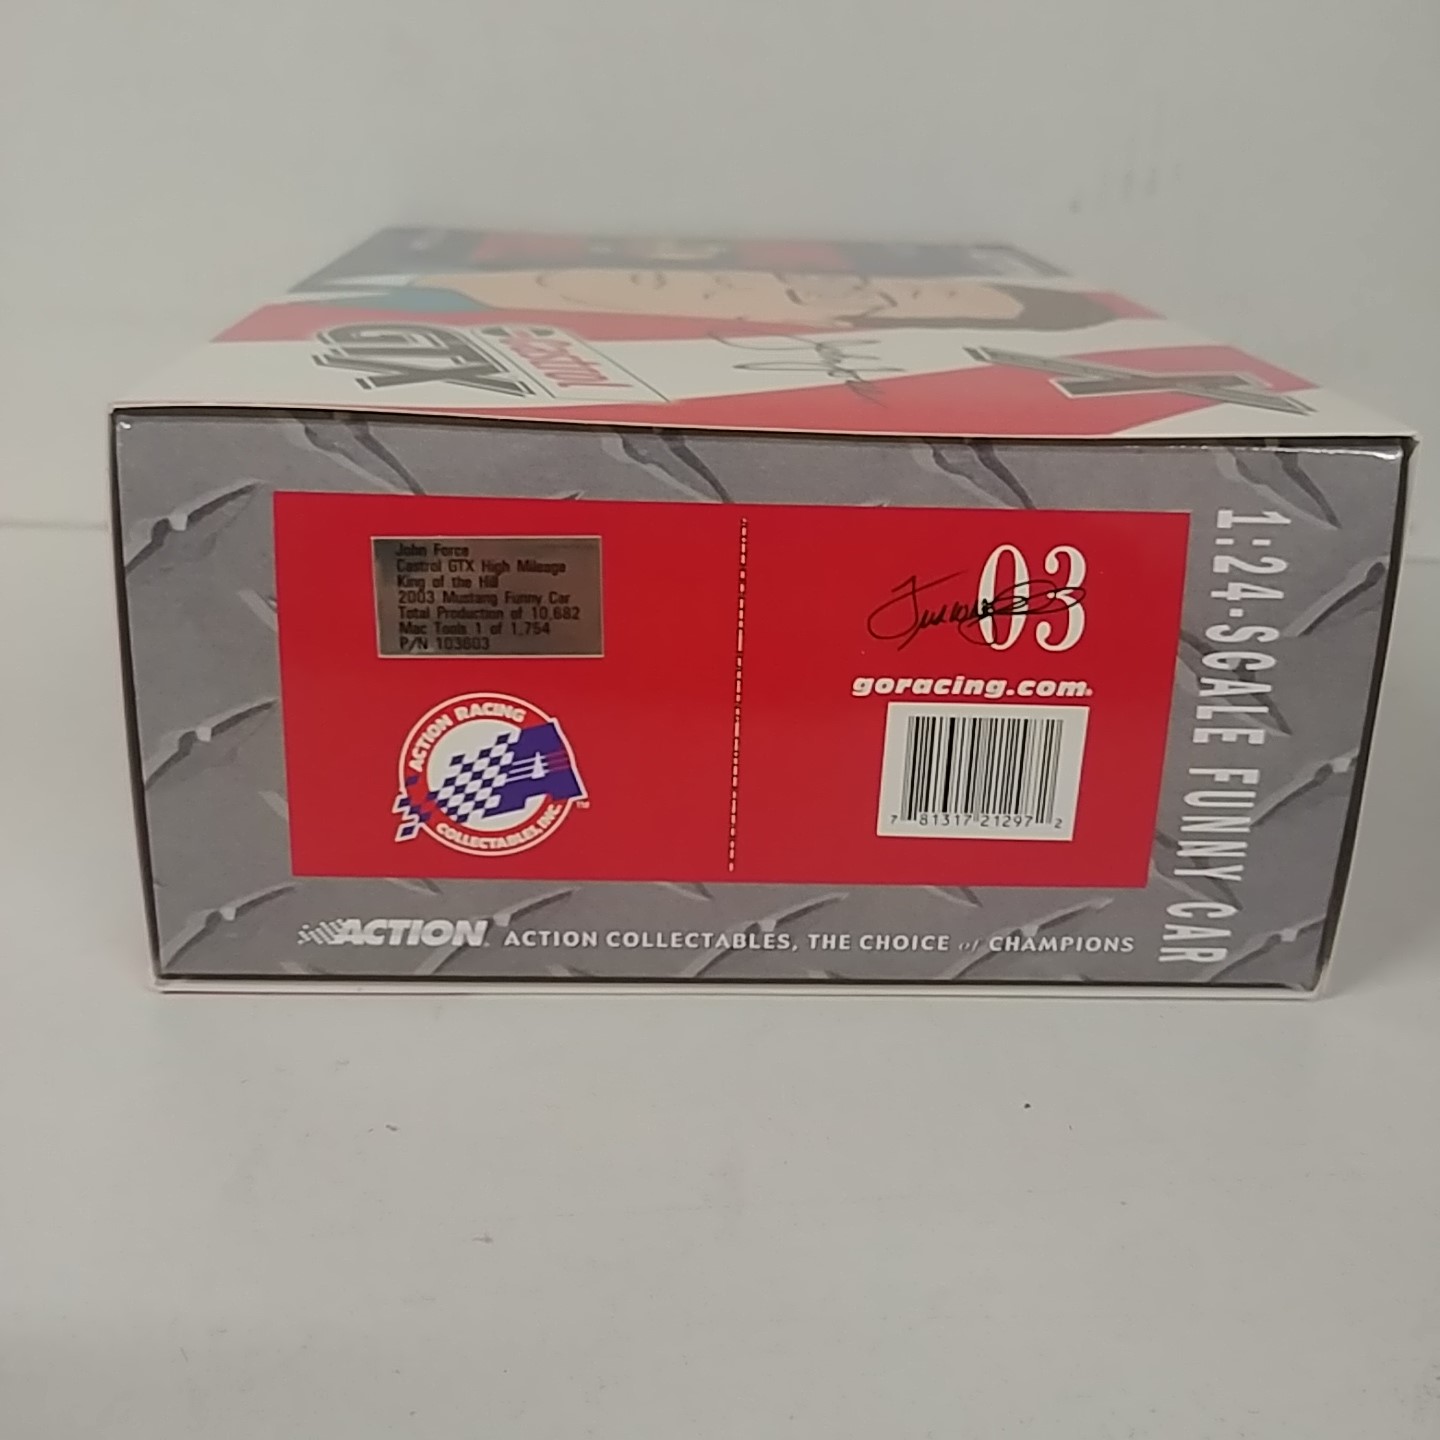 Castrol
GTX
John Force
Castrol GTX High Mileage
King of the Hill
2003 Mustang Funny Car
Total Production of 10,682
Mac Tools 1 of 1,754
P/N 103603
ACTION RACING
COLLECTABLES, INC.
TM
03
goracing.com.
7 81317 21297 2
1:24-SCALE FUNNY CAR
ACTION. ACTION COLLECTABLES, THE CHOICE of CHAMPIONS